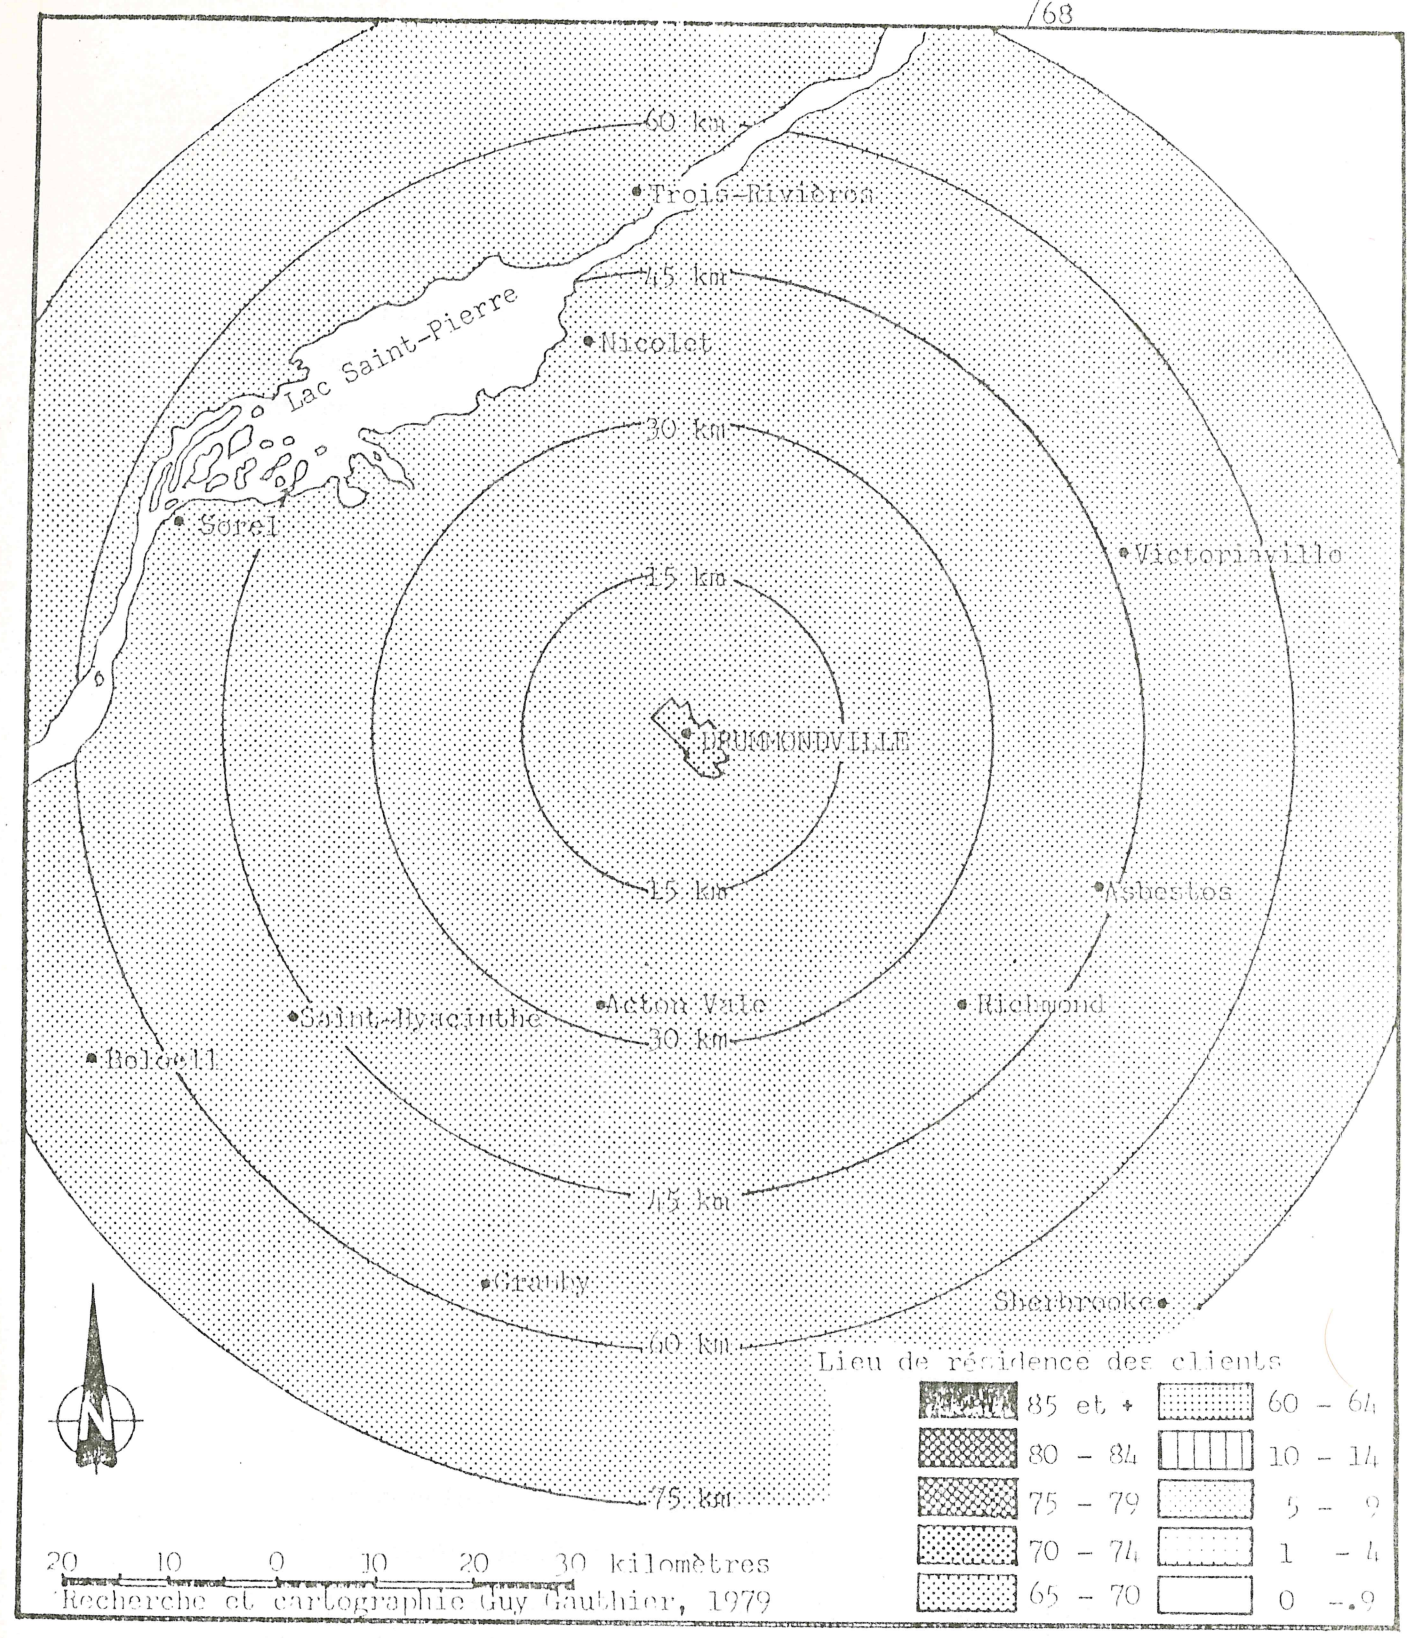 /68
60 km
Trois-Rivières
45 km
Lac Saint-Pierre
Nicolet
30 km
Sorel
Victoriaville
15 km
DRUMMONDVILLE
15 km
Asbestos
Acton Vale
Richmond
Saint-Hyacinthe
30 km
Beloeil
45 km
Granby
Sherbrooke
60 km
Lieu de résidence des clients
85 et + 60 - 64
80 - 84 10 - 14
75 - 79 5 - 9
70 - 74 1 - 4
65 - 70 0 -.9
N
75 km
20 10 0 10 20 30 kilomètres
Recherche et cartographie Guy Gauthier, 1979